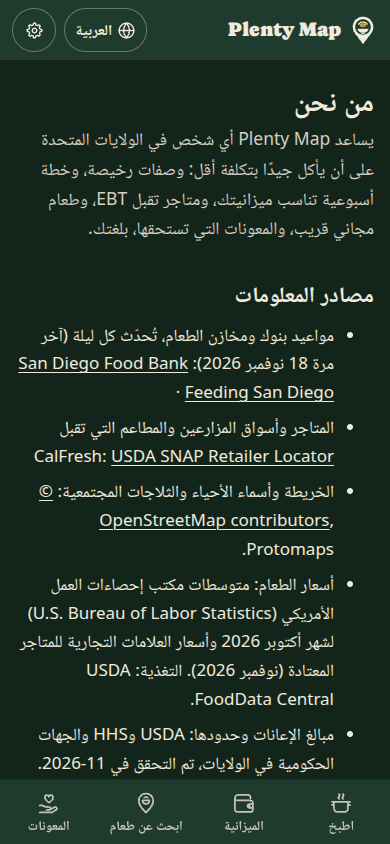 Plenty Map
العربية
من نحن
يساعد Plenty Map أي شخص في الولايات المتحدة
على أن يأكل جيدًا بتكلفة أقل: وصفات رخيصة، وخطة
أسبوعية تناسب ميزانيتك، ومتاجر تقبل EBT، وطعام
مجاني قريب، والمعونات التي تستحقها، بلغتك.
مصادر المعلومات
• مواعيد بنوك ومخازن الطعام، تُحدَّث كل ليلة (آخر
مرة 18 نوفمبر 2026): San Diego Food Bank
· Feeding San Diego
• المتاجر وأسواق المزارعين والمطاعم التي تقبل
CalFresh: USDA SNAP Retailer Locator
• الخريطة وأسماء الأحياء والثلاجات المجتمعية: ©
OpenStreetMap contributors,
Protomaps.
• أسعار الطعام: متوسطات مكتب إحصاءات العمل
الأمريكي (U.S. Bureau of Labor Statistics)
لشهر أكتوبر 2026 وأسعار العلامات التجارية للمتاجر
المعتادة (نوفمبر 2026). التغذية: USDA
FoodData Central.
• مبالغ الإعانات وحدودها: USDA وHHS والجهات
الحكومية في الولايات، تم التحقق في 11-2026.
اطبخ
الميزانية
ابحث عن طعام
المعونات